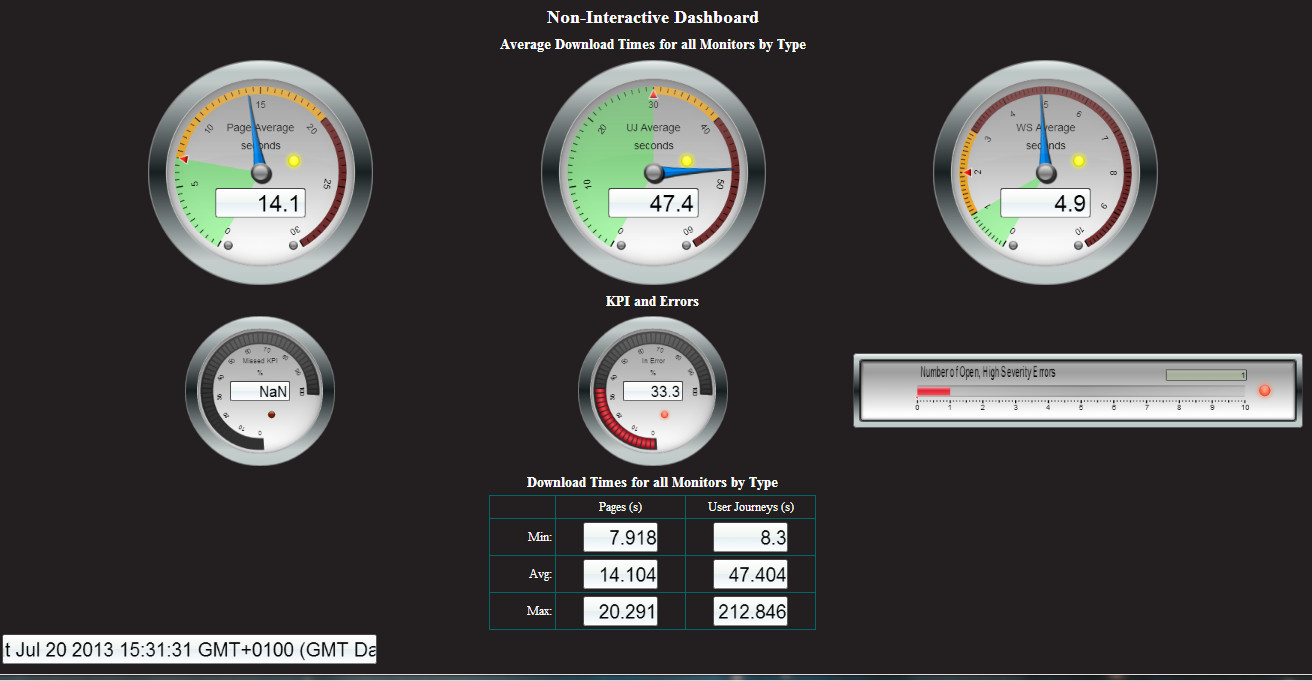 Non-Interactive Dashboard
Average Download Times for all Monitors by Type
0 5 10 15 20 25 30
Page Average
seconds
14.1
0 10 20 30 40 50 60
UJ Average
seconds
47.4
0 1 2 3 4 5 6 7 8 9 10
WS Average
seconds
4.9
KPI and Errors
0 10 20 30 40 50 60 70 80 90 100
Missed KPI
%
NaN
0 10 20 30 40 50 60 70 80 90 100
In Error
%
33.3
Number of Open, High Severity Errors
1
0 1 2 3 4 5 6 7 8 9 10
Download Times for all Monitors by Type
Pages (s) User Journeys (s)
Min: 7.918 8.3
Avg: 14.104 47.404
Max: 20.291 212.846
t Jul 20 2013 15:31:31 GMT+0100 (GMT Da